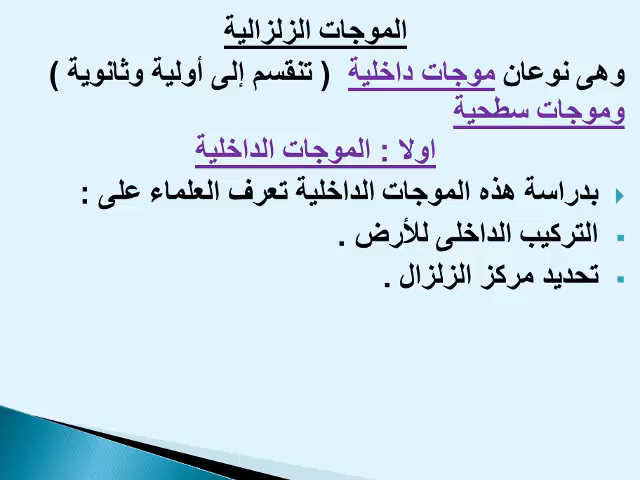 الموجات الزلزالية
وهى نوعان موجات داخلية ( تنقسم إلى أولية وثانوية )
وموجات سطحية
اولا : الموجات الداخلية
بدراسة هذه الموجات الداخلية تعرف العلماء على :
التركيب الداخلى للأرض .
تحديد مركز الزلزال .